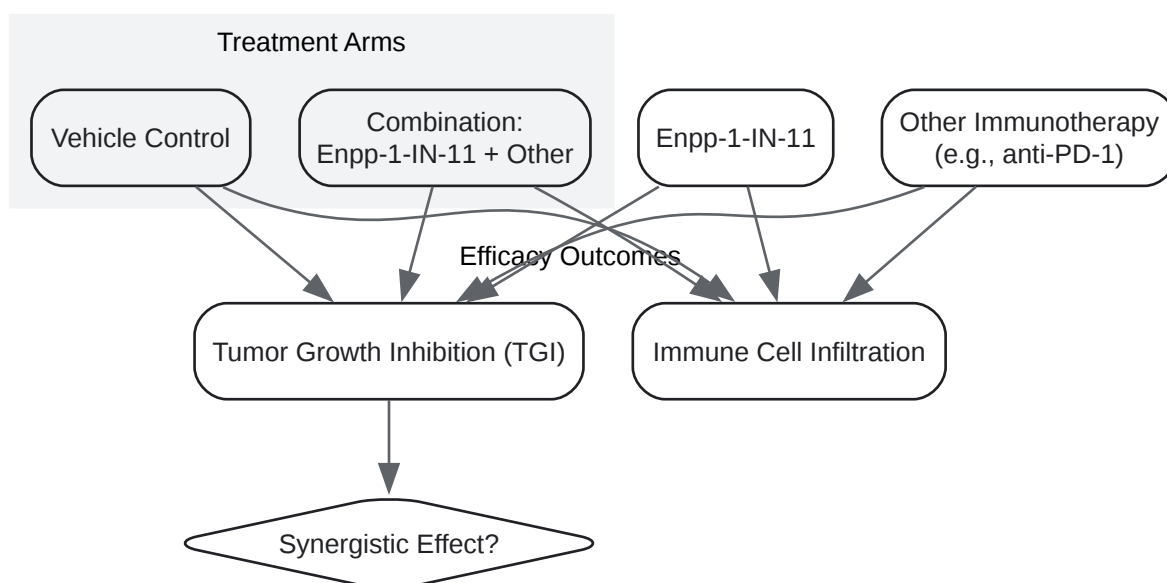 Treatment Arms
Vehicle Control
Combination:
Enpp-1-IN-11 + Other
Enpp-1-IN-11
Other Immunotherapy
(e.g., anti-PD-1)
Efficacy Outcomes
Tumor Growth Inhibition (TGI)
Immune Cell Infiltration
Synergistic Effect?